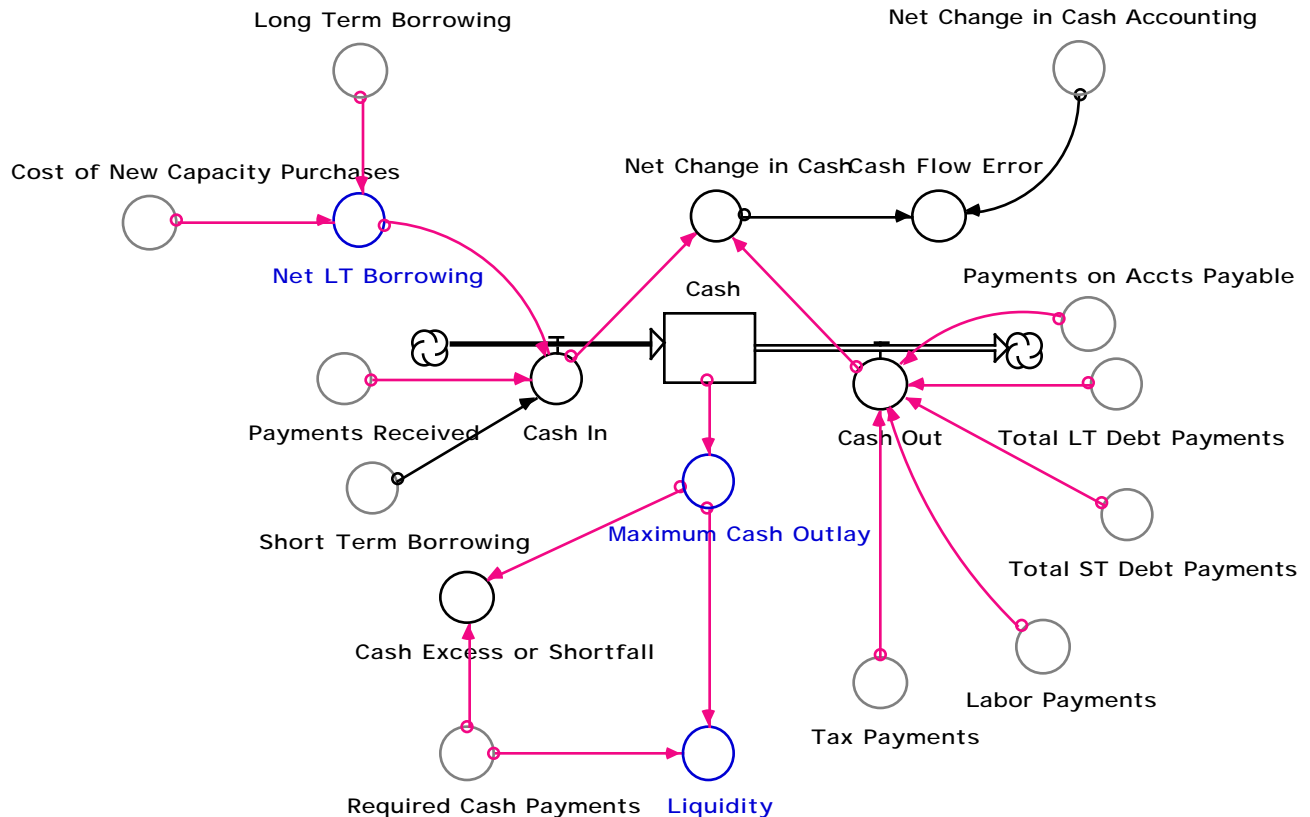 Long Term Borrowing
Net Change in Cash Accounting
Cost of New Capacity Purchases
Net Change in Cash
Cash Flow Error
Net LT Borrowing
Cash
Payments on Accts Payable
Payments Received
Cash In
Cash Out
Total LT Debt Payments
Short Term Borrowing
Maximum Cash Outlay
Total ST Debt Payments
Cash Excess or Shortfall
Labor Payments
Tax Payments
Required Cash Payments
Liquidity